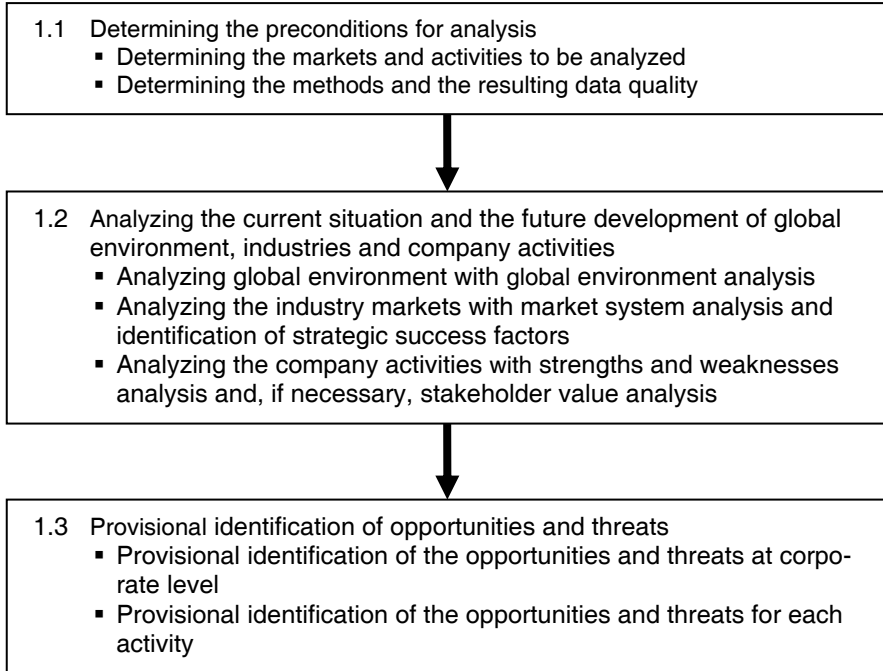 1.1 Determining the preconditions for analysis
▪ Determining the markets and activities to be analyzed
▪ Determining the methods and the resulting data quality
1.2 Analyzing the current situation and the future development of global
environment, industries and company activities
▪ Analyzing global environment with global environment analysis
▪ Analyzing the industry markets with market system analysis and
identification of strategic success factors
▪ Analyzing the company activities with strengths and weaknesses
analysis and, if necessary, stakeholder value analysis
1.3 Provisional identification of opportunities and threats
▪ Provisional identification of the opportunities and threats at corpo-
rate level
▪ Provisional identification of the opportunities and threats for each
activity